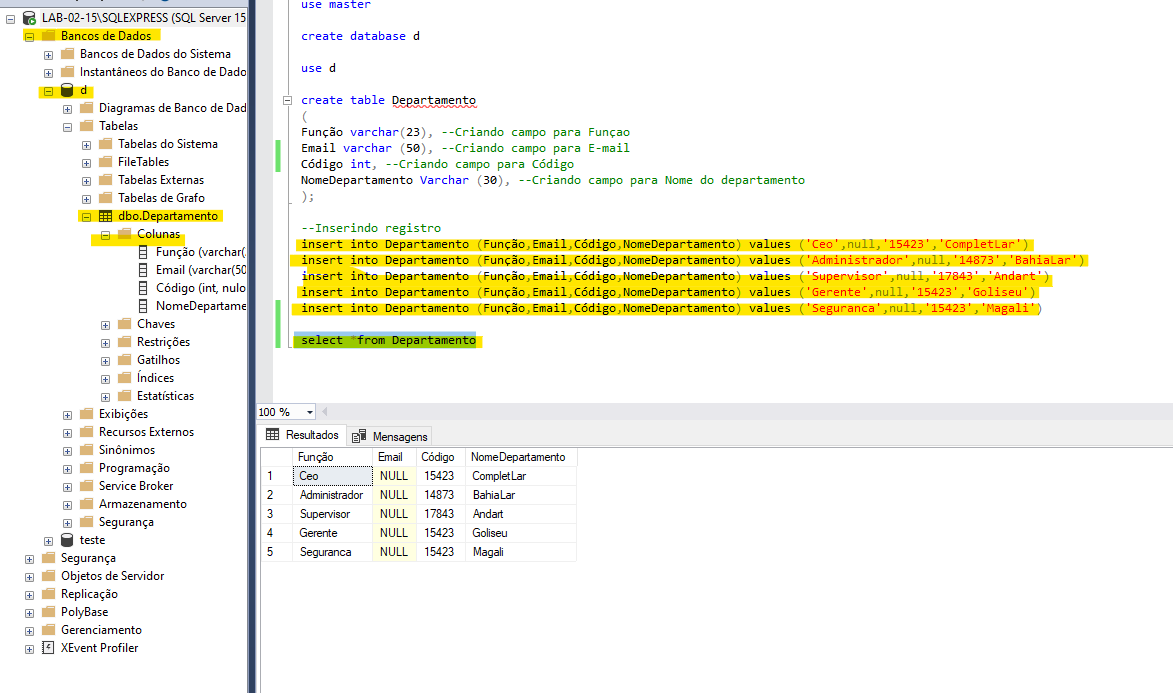 LAB-02-15\SQLEXPRESS (SQL Server 15
Bancos de Dados
Bancos de Dados do Sistema
Instantâneos do Banco de Dado
d
Diagramas de Banco de Dad
Tabelas
Tabelas do Sistema
FileTables
Tabelas Externas
Tabelas de Grafo
dbo.Departamento
Colunas
Função (varchar(
Email (varchar(50
Código (int, nulo
NomeDepartame
Chaves
Restrições
Gatilhos
Índices
Estatísticas
Exibições
Recursos Externos
Sinônimos
Programação
Service Broker
Armazenamento
Segurança
teste
Segurança
Objetos de Servidor
Replicação
PolyBase
Gerenciamento
XEvent Profiler
use master
create database d
use d
create table Departamento
(
Função varchar(23), --Criando campo para Funçao
Email varchar (50), --Criando campo para E-mail
Código int, --Criando campo para Código
NomeDepartamento Varchar (30), --Criando campo para Nome do departamento
);
--Inserindo registro
insert into Departamento (Função,Email,Código,NomeDepartamento) values ('Ceo',null,'15423','CompletLar')
insert into Departamento (Função,Email,Código,NomeDepartamento) values ('Administrador',null,'14873','BahiaLar')
insert into Departamento (Função,Email,Código,NomeDepartamento) values ('Supervisor',null,'17843','Andart')
insert into Departamento (Função,Email,Código,NomeDepartamento) values ('Gerente',null,'15423','Goliseu')
insert into Departamento (Função,Email,Código,NomeDepartamento) values ('Seguranca',null,'15423','Magali')
select *from Departamento
100 %
Resultados Mensagens
Função Email Código NomeDepartamento
1 Ceo NULL 15423 CompletLar
2 Administrador NULL 14873 BahiaLar
3 Supervisor NULL 17843 Andart
4 Gerente NULL 15423 Goliseu
5 Seguranca NULL 15423 Magali